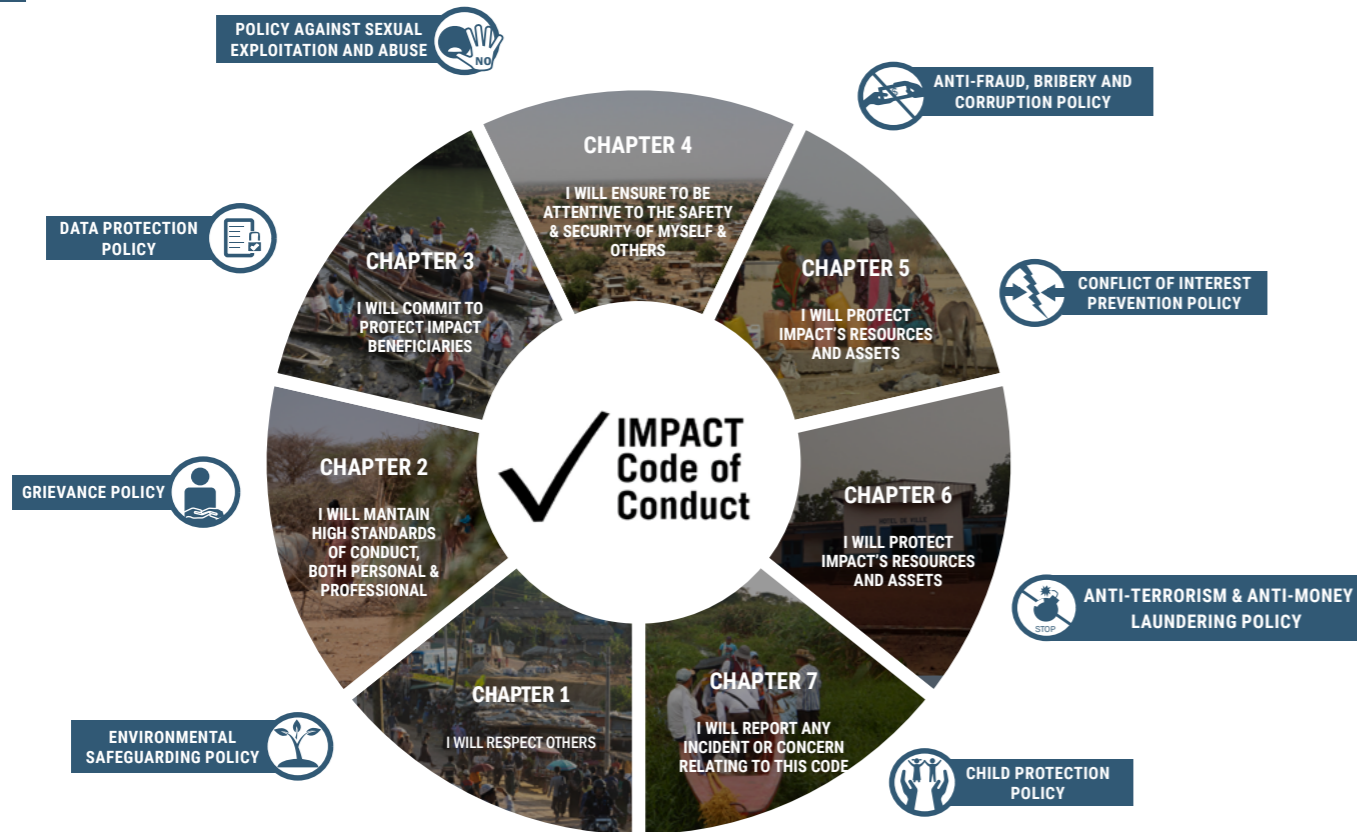 POLICY AGAINST SEXUAL
EXPLOITATION AND ABUSE
NO
ANTI-FRAUD, BRIBERY AND
CORRUPTION POLICY
CHAPTER 4
I WILL ENSURE TO BE
ATTENTIVE TO THE SAFETY
& SECURITY OF MYSELF &
OTHERS
DATA PROTECTION
POLICY
CHAPTER 3
I WILL COMMIT TO
PROTECT IMPACT
BENEFICIARIES
CHAPTER 5
I WILL PROTECT
IMPACT'S RESOURCES
AND ASSETS
CONFLICT OF INTEREST
PREVENTION POLICY
IMPACT
Code of
Conduct
GRIEVANCE POLICY
CHAPTER 2
I WILL MANTAIN
HIGH STANDARDS
OF CONDUCT,
BOTH PERSONAL &
PROFESSIONAL
CHAPTER 6
HOTEL DE VILLE
I WILL PROTECT
IMPACT'S RESOURCES
AND ASSETS
ANTI-TERRORISM & ANTI-MONEY
LAUNDERING POLICY
STOP
CHAPTER 1
I WILL RESPECT OTHERS
CHAPTER 7
I WILL REPORT ANY
INCIDENT OR CONCERN
RELATING TO THIS CODE
ENVIRONMENTAL
SAFEGUARDING POLICY
CHILD PROTECTION
POLICY